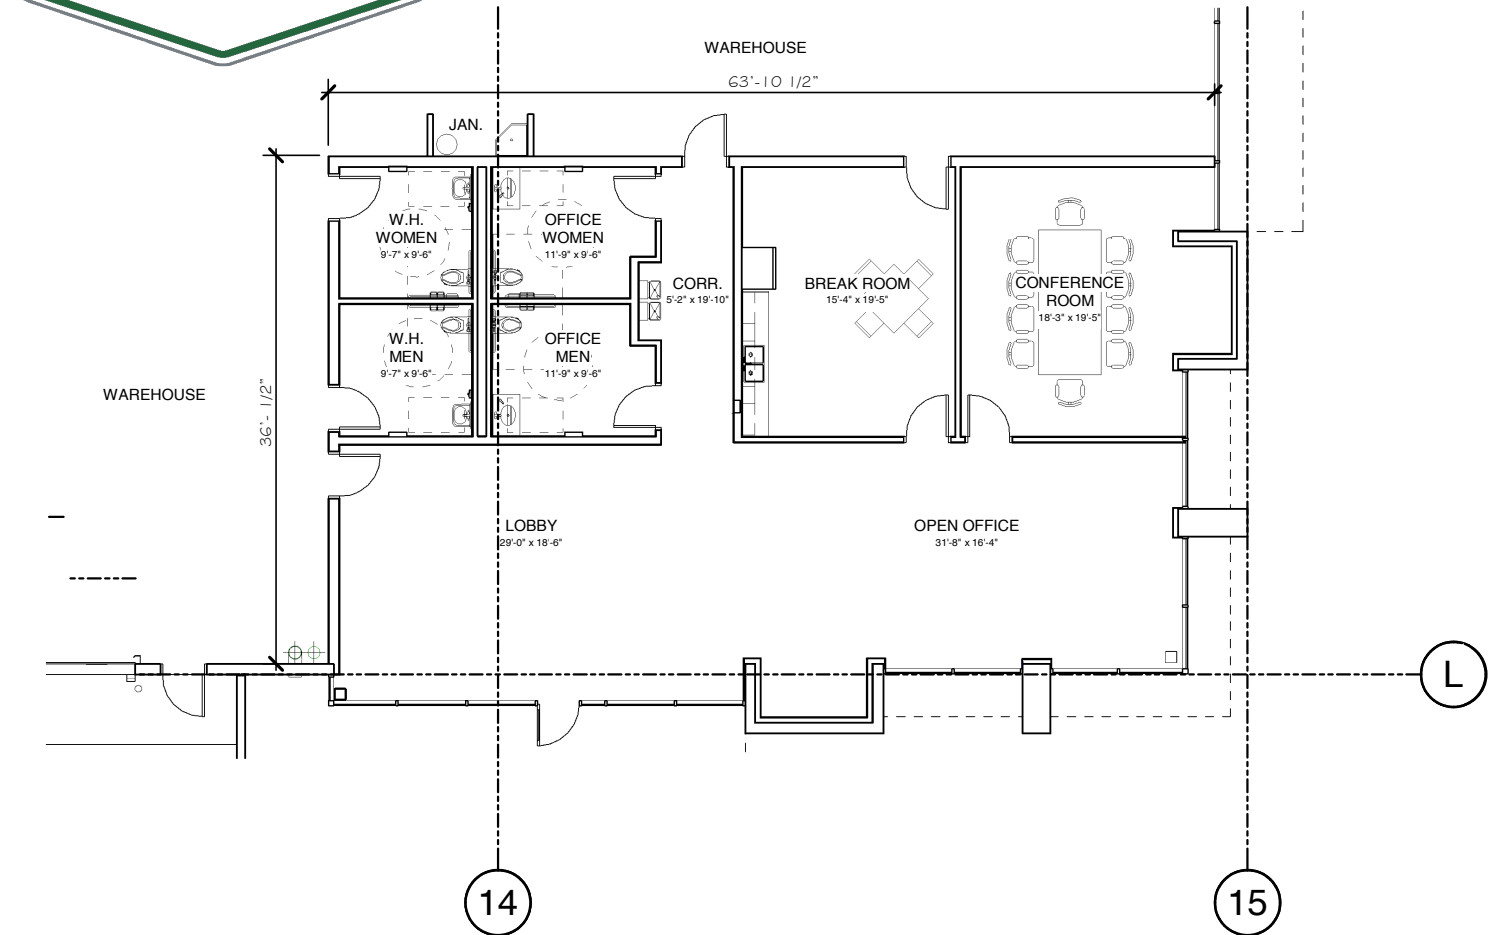 WAREHOUSE
63'-10 1/2"
JAN.
W.H.
WOMEN
9'-7" x 9'-6"
OFFICE
WOMEN
11'-9" x 9'-6"
CORR.
5'-2" x 19'-10"
BREAK ROOM
15'-4" x 19'-5"
CONFERENCE
ROOM
18'-3" x 19'-5"
W.H.
MEN
9'-7" x 9'-6"
OFFICE
MEN
11'-9" x 9'-6"
WAREHOUSE
36'- 1/2"
LOBBY
29'-0" x 18'-6"
OPEN OFFICE
31'-8" x 16'-4"
L
14
15